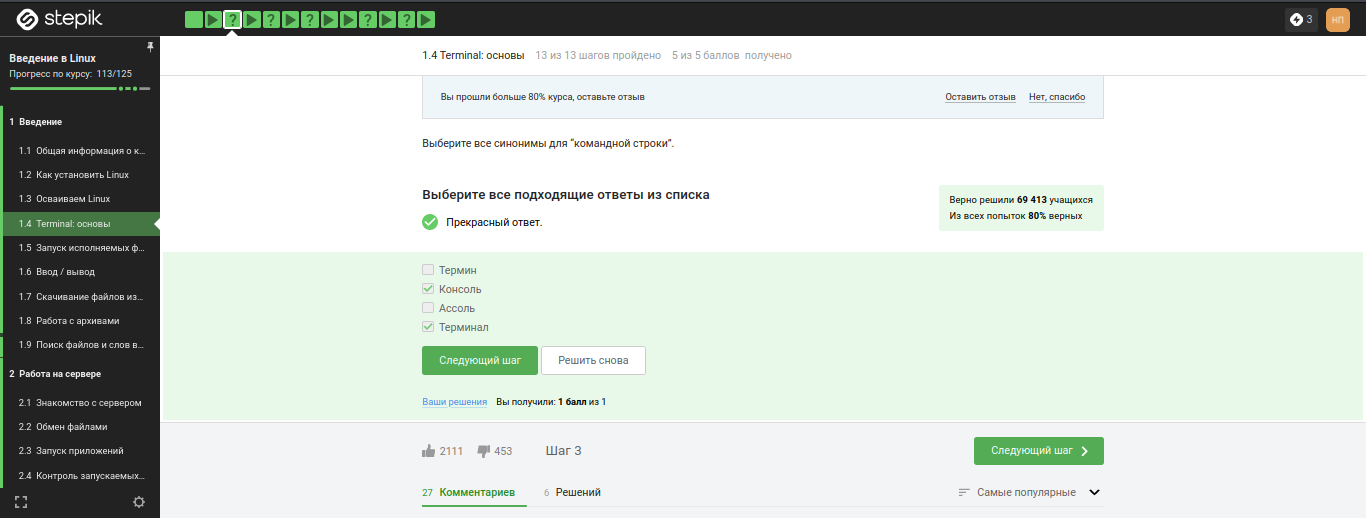 stepik
3
НП
Введение в Linux
Прогресс по курсу: 113/125
1 Введение
1.1 Общая информация о к...
1.2 Как установить Linux
1.3 Осваиваем Linux
1.4 Terminal: основы
1.5 Запуск исполняемых ф...
1.6 Ввод / вывод
1.7 Скачивание файлов из...
1.8 Работа с архивами
1.9 Поиск файлов и слов в...
2 Работа на сервере
2.1 Знакомство с сервером
2.2 Обмен файлами
2.3 Запуск приложений
2.4 Контроль запускаемых...
1.4 Terminal: основы 13 из 13 шагов пройдено 5 из 5 баллов получено
Вы прошли больше 80% курса, оставьте отзыв Оставить отзыв Нет, спасибо
Выберите все синонимы для "командной строки".
Выберите все подходящие ответы из списка
Верно решили 69 413 учащихся
Из всех попыток 80% верных
Прекрасный ответ.
Термин
Консоль
Ассоль
Терминал
Следующий шаг Решить снова
Ваши решения Вы получили: 1 балл из 1
2111 453 Шаг 3 Следующий шаг
27 Комментариев 6 Решений Самые популярные